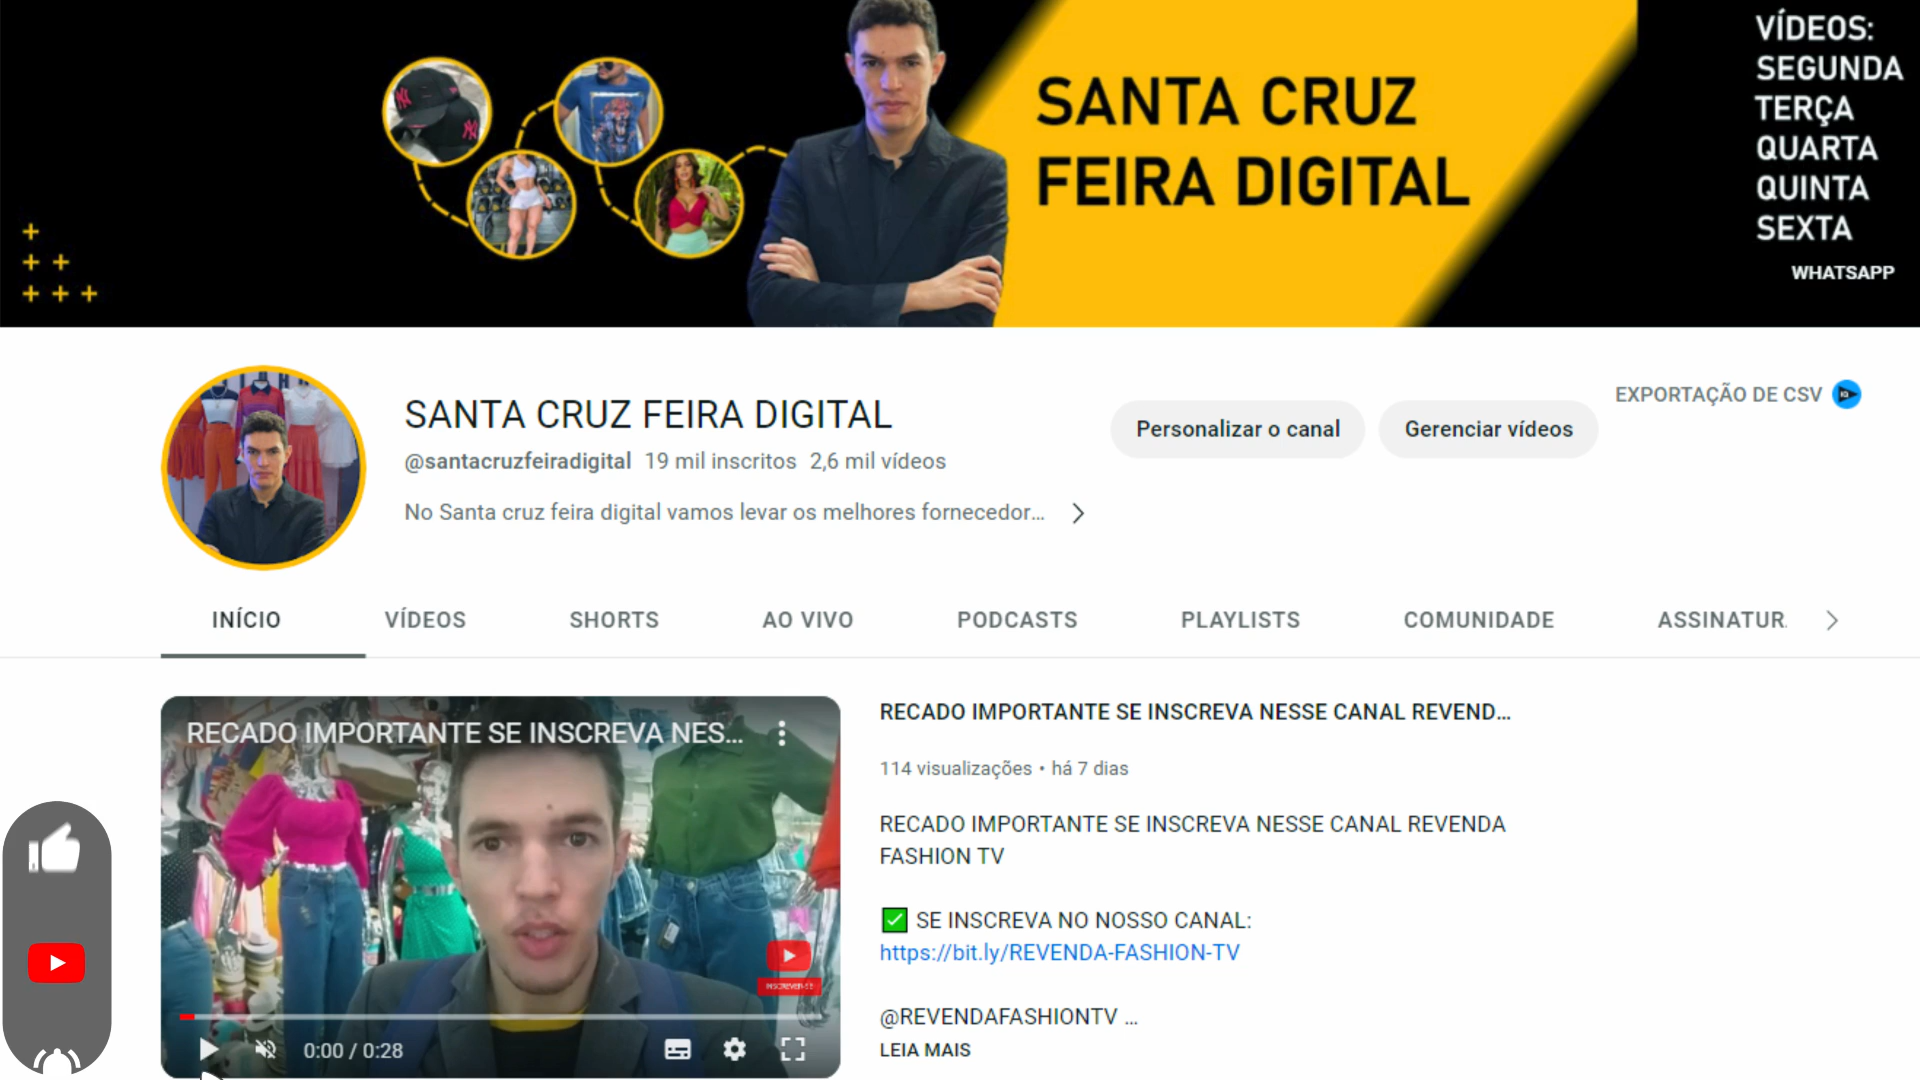 SANTA CRUZ
FEIRA DIGITAL
VÍDEOS:
SEGUNDA
TERÇA
QUARTA
QUINTA
SEXTA
WHATSAPP
SANTA CRUZ FEIRA DIGITAL
@santacruzfeiradigital 19 mil inscritos 2,6 mil vídeos
No Santa cruz feira digital vamos levar os melhores fornecedor...
Personalizar o canal
Gerenciar vídeos
EXPORTAÇÃO DE CSV
INÍCIO VÍDEOS SHORTS AO VIVO PODCASTS PLAYLISTS COMUNIDADE ASSINATUR
RECADO IMPORTANTE SE INSCREVA NES...
INSCREVER-SE
0:00 / 0:28
RECADO IMPORTANTE SE INSCREVA NESSE CANAL REVEND...
114 visualizações • há 7 dias
RECADO IMPORTANTE SE INSCREVA NESSE CANAL REVENDA
FASHION TV
✅ SE INSCREVA NO NOSSO CANAL:
https://bit.ly/REVENDA-FASHION-TV
@REVENDAFASHIONTV ...
LEIA MAIS